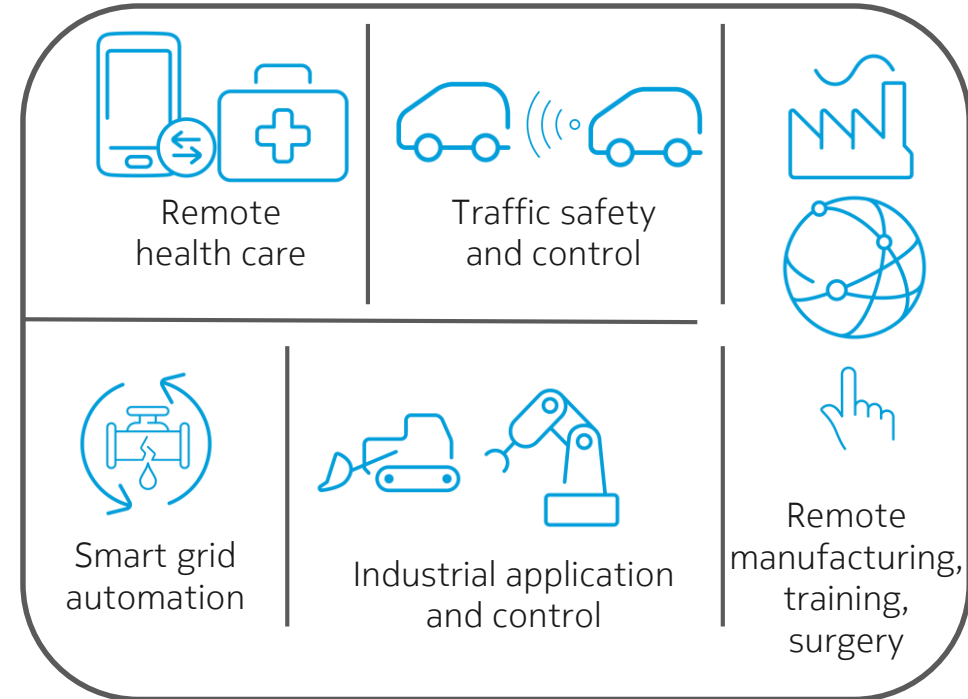 Remote
health care
Traffic safety
and control
Smart grid
automation
Industrial application
and control
Remote
manufacturing,
training,
surgery